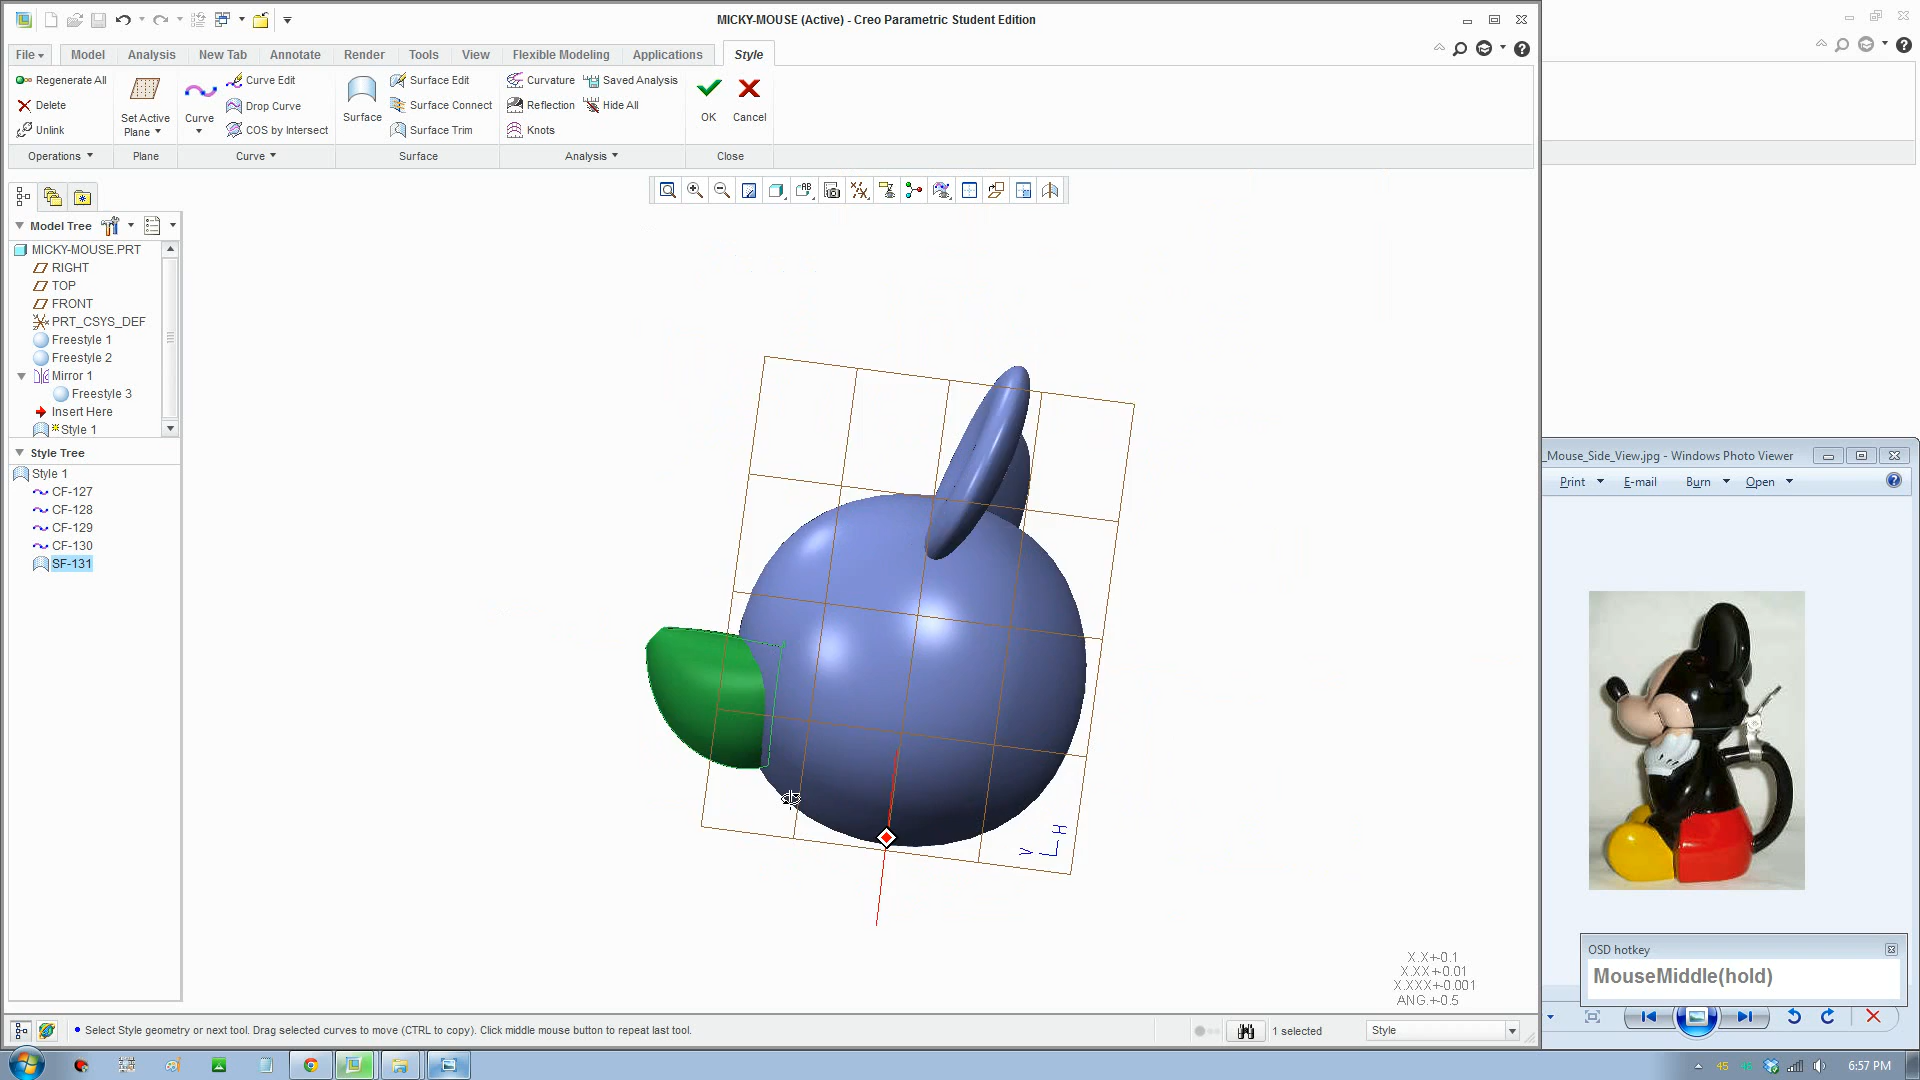 MICKY-MOUSE (Active) - Creo Parametric Student Edition
File
Model
Analysis
New Tab
Annotate
Render
Tools
View
Flexible Modeling
Applications
Style
Regenerate All
Delete
Unlink
Set Active
Plane
Curve
Curve Edit
Drop Curve
COS by Intersect
Surface
Surface Edit
Surface Connect
Surface Trim
Curvature
Reflection
Knots
Saved Analysis
Hide All
OK
Cancel
Operations
Plane
Curve
Surface
Analysis
Close
Model Tree
MICKY-MOUSE.PRT
RIGHT
TOP
FRONT
PRT_CSYS_DEF
Freestyle 1
Freestyle 2
Mirror 1
Freestyle 3
Insert Here
Style 1
Style Tree
Style 1
CF-127
CF-128
CF-129
CF-130
SF-131
V
H
X.X+-0.1
X.XX+-0.01
X.XXX+-0.001
ANG.+-0.5
Select Style geometry or next tool. Drag selected curves to move (CTRL to copy). Click middle mouse button to repeat last tool.
1 selected
Style
_Mouse_Side_View.jpg - Windows Photo Viewer
Print
E-mail
Burn
Open
OSD hotkey
MouseMiddle(hold)
45
6:57 PM